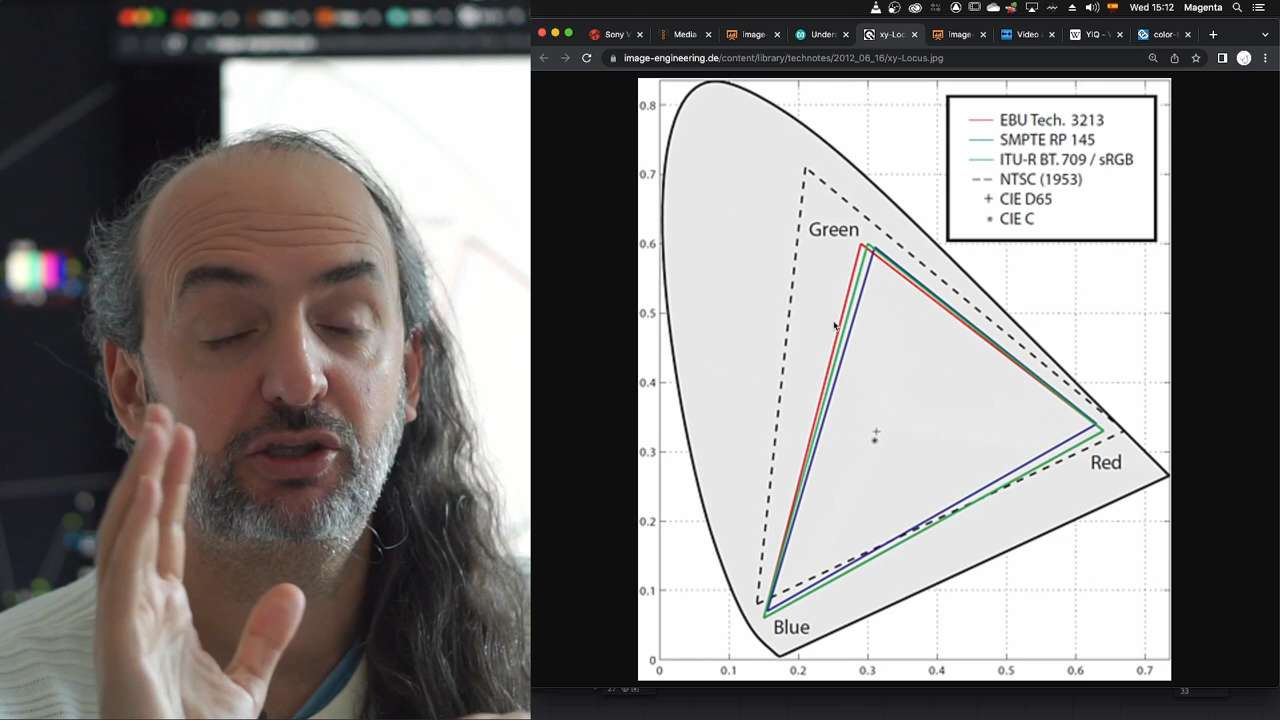 Wed 15:12 Magenta
Sony V
Media
image-
Unders
xy-Loc
image-
Video
YIQ - V
color-t
image-engineering.de/content/library/technotes/2012_06_16/xy-Locus.jpg
EBU Tech. 3213
SMPTE RP 145
ITU-R BT. 709 / sRGB
NTSC (1953)
CIE D65
CIE C
Green
Red
Blue
0.8
0.7
0.6
0.5
0.4
0.3
0.2
0.1
0
0 0.1 0.2 0.3 0.4 0.5 0.6 0.7
33